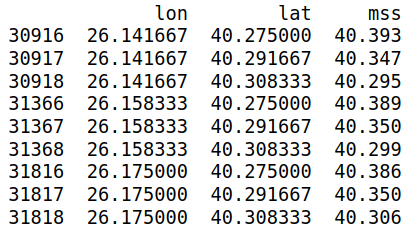 lon lat mss
30916 26.141667 40.275000 40.393
30917 26.141667 40.291667 40.347
30918 26.141667 40.308333 40.295
31366 26.158333 40.275000 40.389
31367 26.158333 40.291667 40.350
31368 26.158333 40.308333 40.299
31816 26.175000 40.275000 40.386
31817 26.175000 40.291667 40.350
31818 26.175000 40.308333 40.306